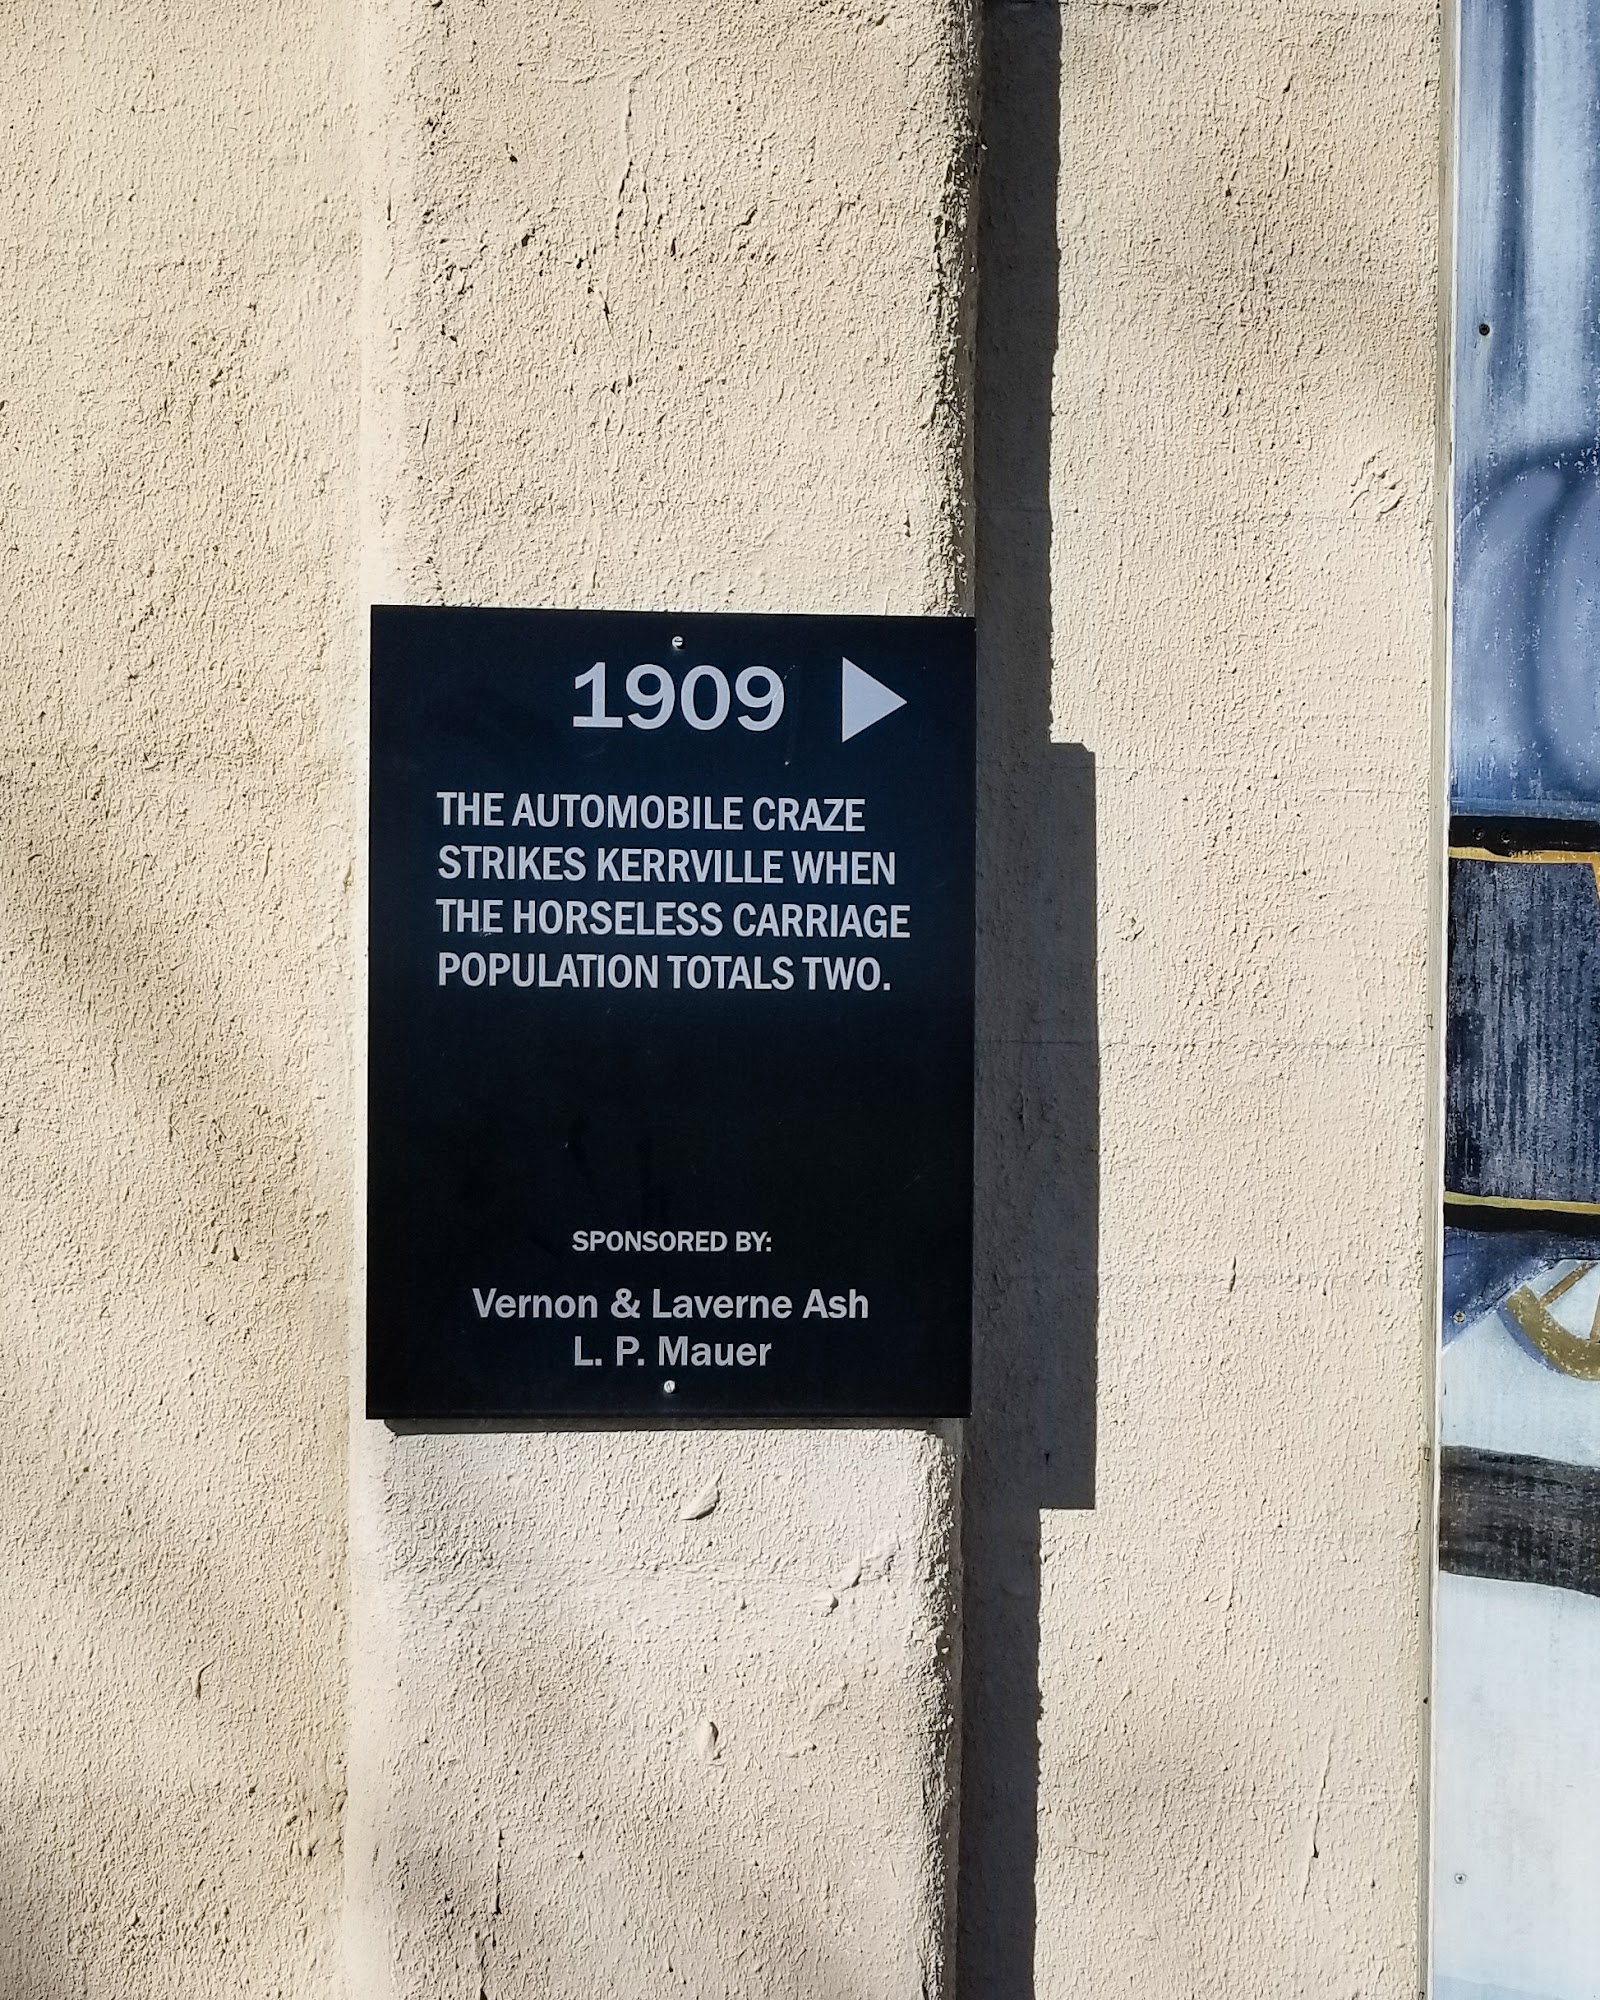 1909
THE AUTOMOBILE CRAZE
STRIKES KERRVILLE WHEN
THE HORSELESS CARRIAGE
POPULATION TOTALS TWO.
SPONSORED BY:
Vernon & Laverne Ash
L. P. Mauer